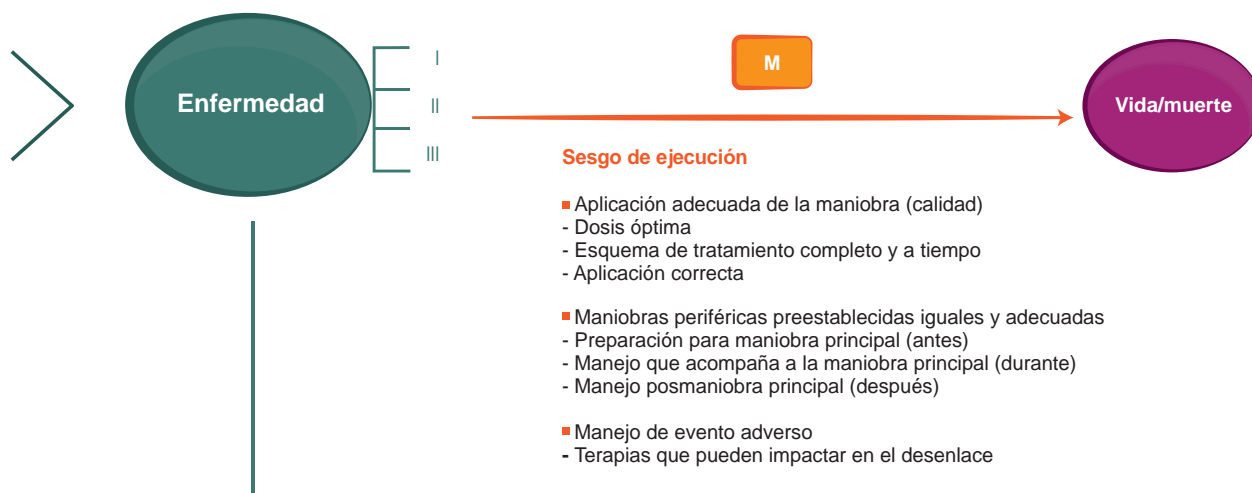 Enfermedad
I
II
III
M
Vida/muerte
Sesgo de ejecución
Aplicación adecuada de la maniobra (calidad)
- Dosis óptima
- Esquema de tratamiento completo y a tiempo
- Aplicación correcta
Maniobras periféricas preestablecidas iguales y adecuadas
- Preparación para maniobra principal (antes)
- Manejo que acompaña a la maniobra principal (durante)
- Manejo posmaniobra principal (después)
Manejo de evento adverso
- Terapias que pueden impactar en el desenlace